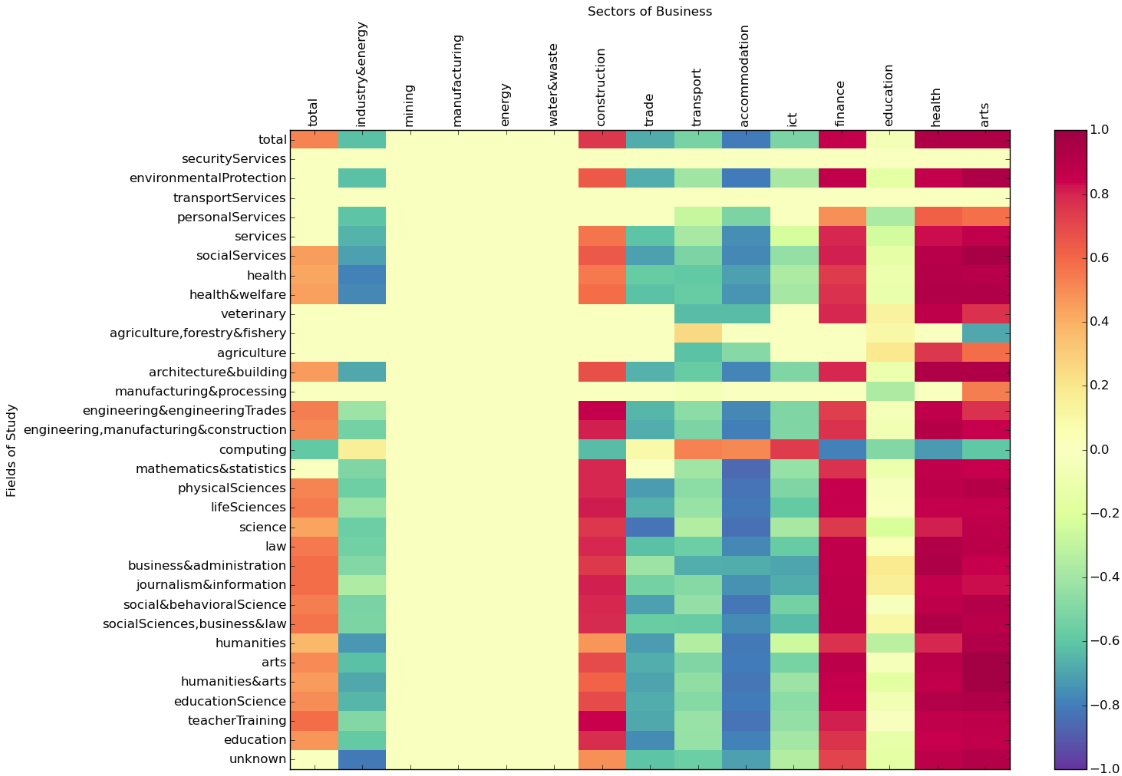 Sectors of Business
total
industry&energy
mining
manufacturing
energy
water&waste
construction
trade
transport
accommodation
ict
finance
education
health
arts
Fields of Study
total
securityServices
environmentalProtection
transportServices
personalServices
services
socialServices
health
health&welfare
veterinary
agriculture,forestry&fishery
agriculture
architecture&building
manufacturing&processing
engineering&engineeringTrades
engineering,manufacturing&construction
computing
mathematics&statistics
physicalSciences
lifeSciences
science
law
business&administration
journalism&information
social&behavioralScience
socialSciences,business&law
humanities
arts
humanities&arts
educationScience
teacherTraining
education
unknown
1.0
0.8
0.6
0.4
0.2
0.0
−0.2
−0.4
−0.6
−0.8
−1.0